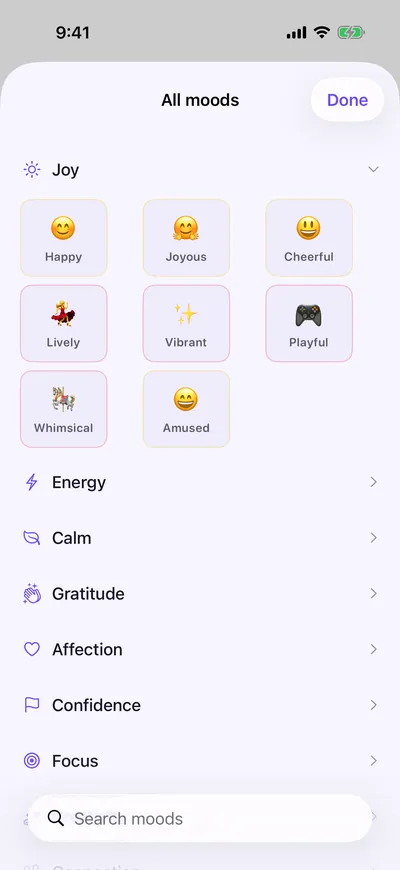 9:41
All moods
Done
Joy
Happy
Joyous
Cheerful
Lively
Vibrant
Playful
Whimsical
Amused
Energy
Calm
Gratitude
Affection
Confidence
Focus
Search moods